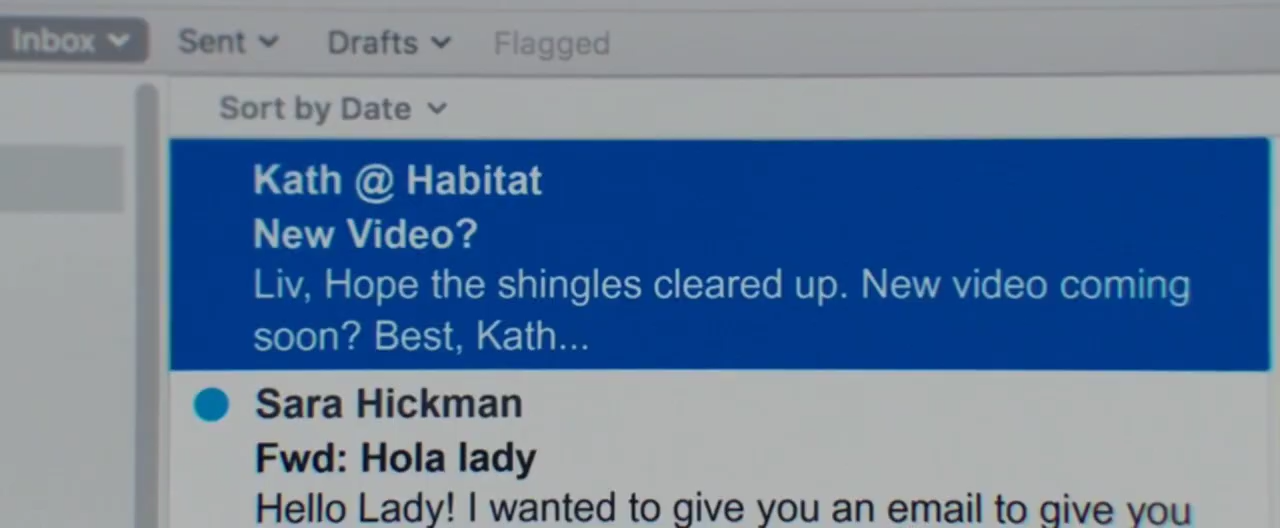 Inbox Sent Drafts Flagged
Sort by Date
Kath @ Habitat
New Video?
Liv, Hope the shingles cleared up. New video coming
soon? Best, Kath...
Sara Hickman
Fwd: Hola lady
Hello Lady! I wanted to give you an email to give you